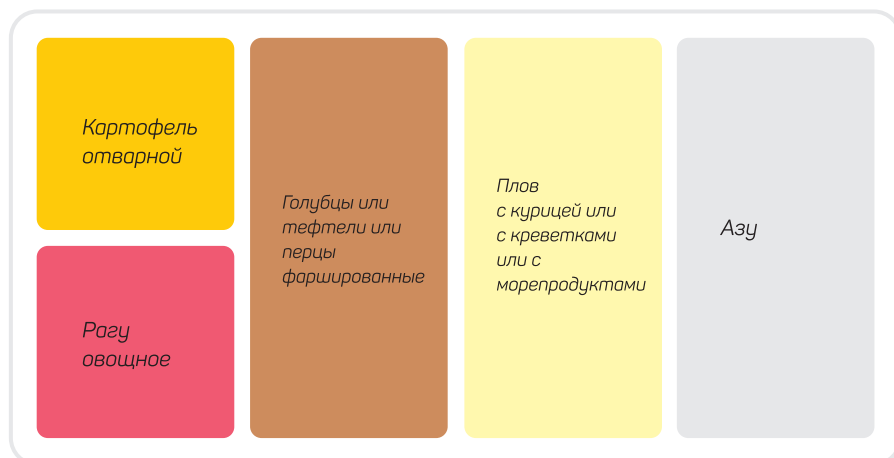 Картофель
отварной
Рагу
овощное
Голубцы или
тефтели или
перцы
фаршированные
Плов
с курицей или
с креветками
или с
морепродуктами
Азу